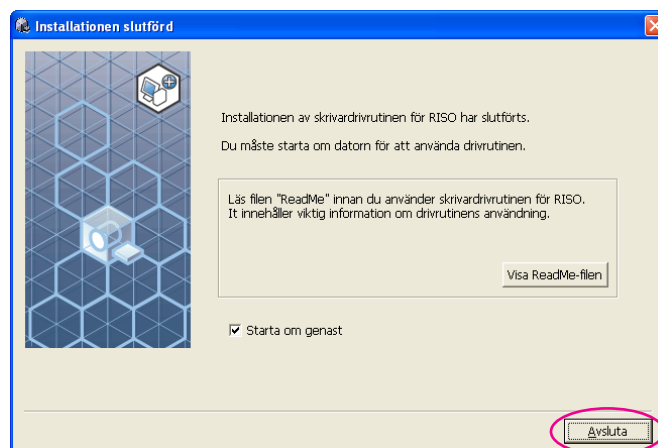 Installationen slutförd
Installationen av skrivardrivrutinen för RISO har slutförts.
Du måste starta om datorn för att använda drivrutinen.
Läs filen "ReadMe" innan du använder skrivardrivrutinen för RISO.
It innehåller viktig information om drivrutinens användning.
Visa ReadMe-filen
Starta om genast
Avsluta